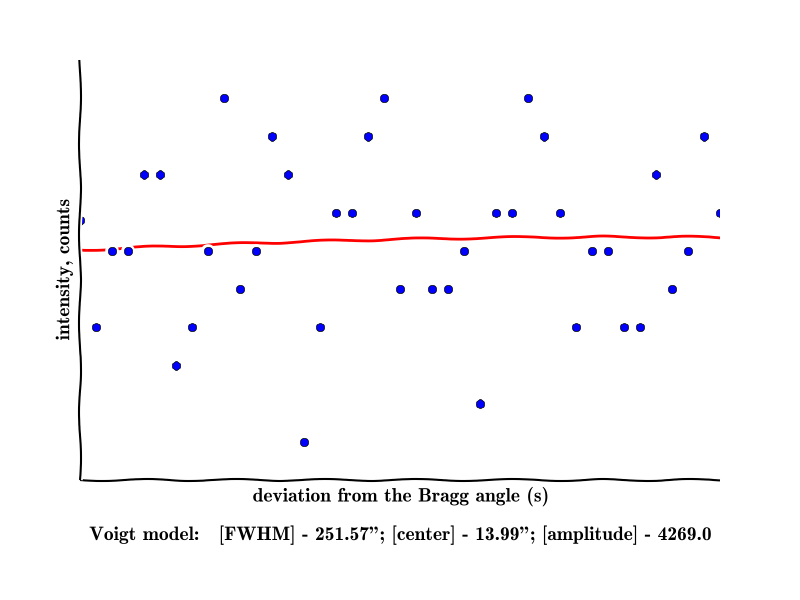 intensity, counts
deviation from the Bragg angle (s)
Voigt model: [FWHM] - 251.57”; [center] - 13.99”; [amplitude] - 4269.0